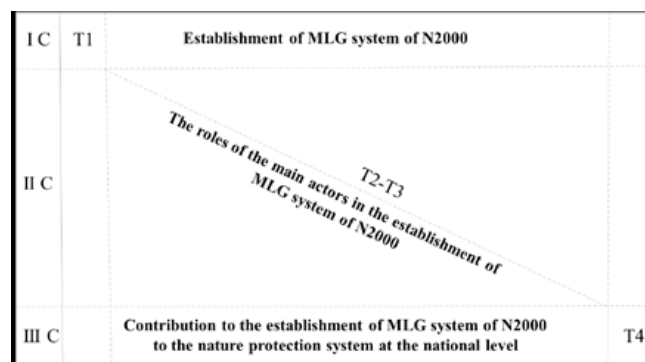 I C T1 Establishment of MLG system of N2000
T2-T3
II C The roles of the main actors in the establishment of
MLG system of N2000
Contribution to the establishment of MLG system of N2000
III C to the nature protection system at the national level T4